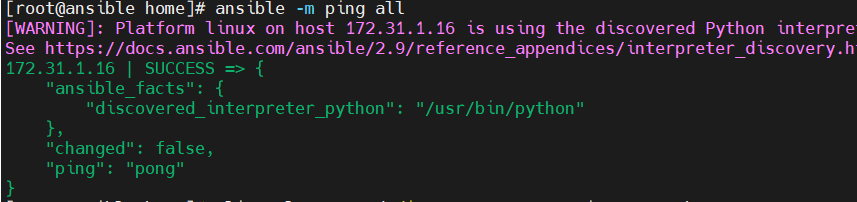 [root@ansible home]# ansible -m ping all
[WARNING]: Platform linux on host 172.31.1.16 is using the discovered Python
See https://docs.ansible.com/ansible/2.9/reference_appendices/interpreter_discovery.h
172.31.1.16 | SUCCESS => {
    "ansible_facts": {
        "discovered_interpreter_python": "/usr/bin/python"
    },
    "changed": false,
    "ping": "pong"
}